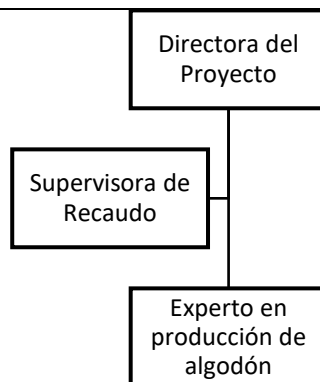 Directora del
Proyecto
Supervisora de
Recaudo
Experto en
producción de
algodón